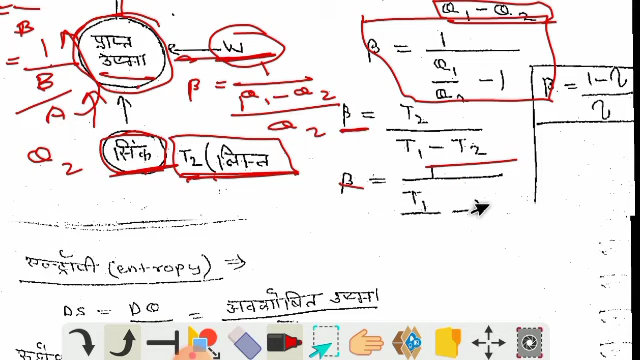 Q₁ - Q₂
B
= 1/B/A
प्राप्त ऊष्मा
W
β = 1/(Q₁ - Q₂)/Q₂
β = 1/(Q₁/Q₂ - 1)
β = (1-η)/η
β = T₂/(T₁ - T₂)
Q₂
सिंक
T₂ (निम्न
β = 1/T₁ -
एन्ट्रॉपी (entropy) ⇒
DS = DQ = अवशोषित ऊष्मा